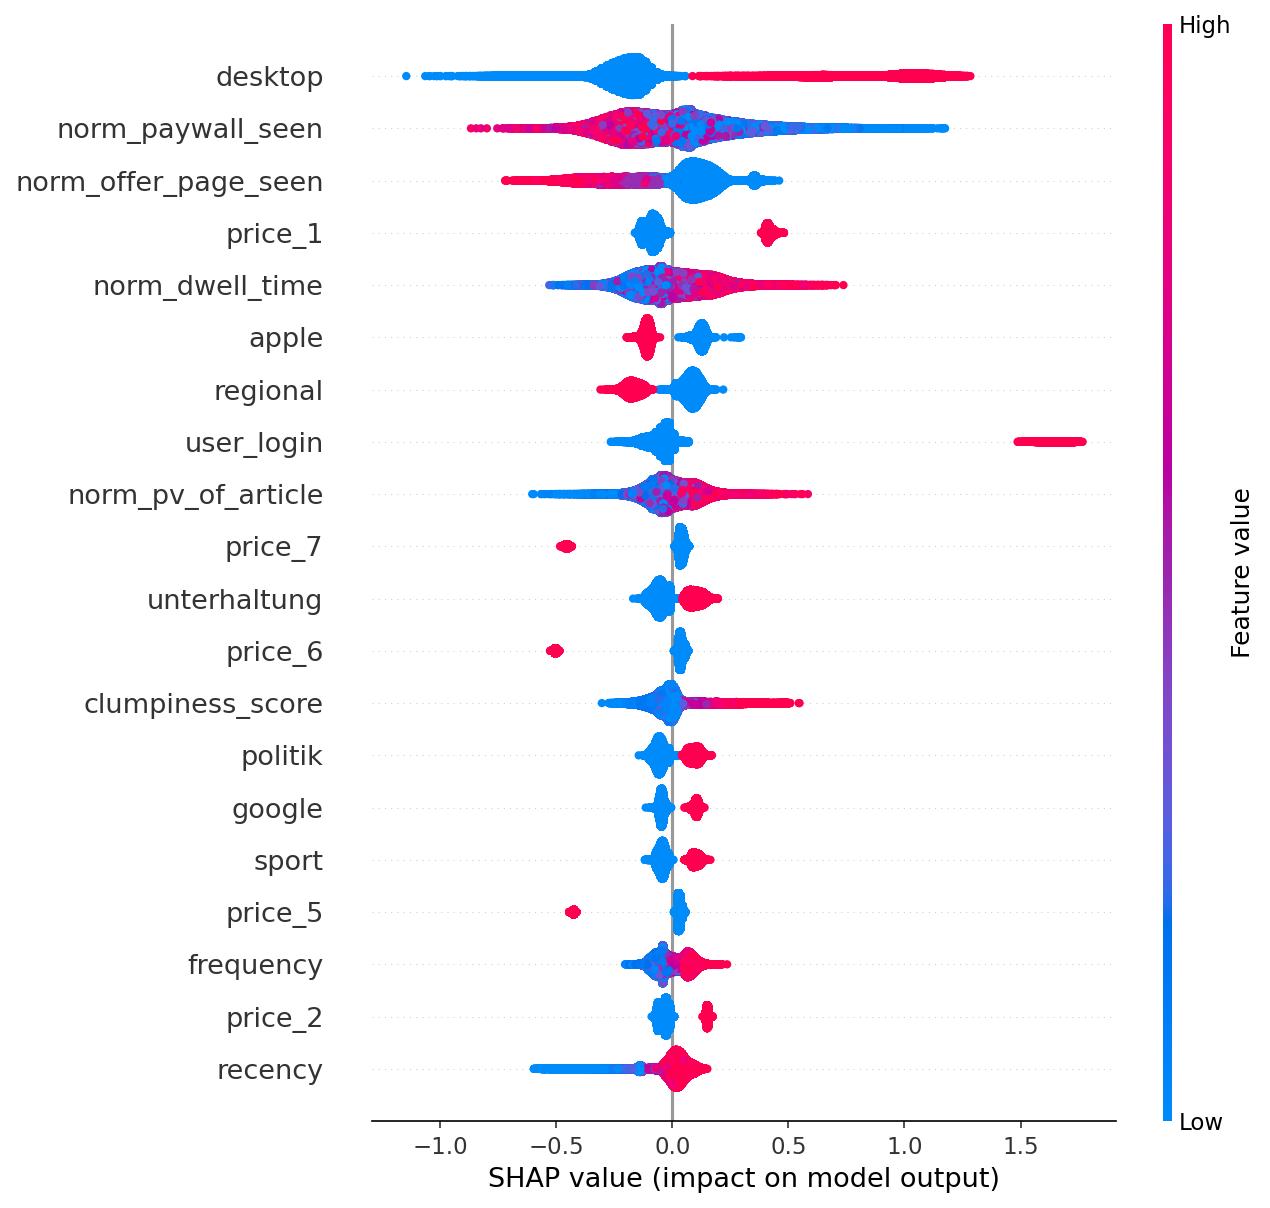 High
desktop
norm_paywall_seen
norm_offer_page_seen
price_1
norm_dwell_time
apple
regional
user_login
norm_pv_of_article
price_7
unterhaltung
price_6
clumpiness_score
politik
google
sport
price_5
frequency
price_2
recency
Feature value
Low
−1.0 −0.5 0.0 0.5 1.0 1.5
SHAP value (impact on model output)